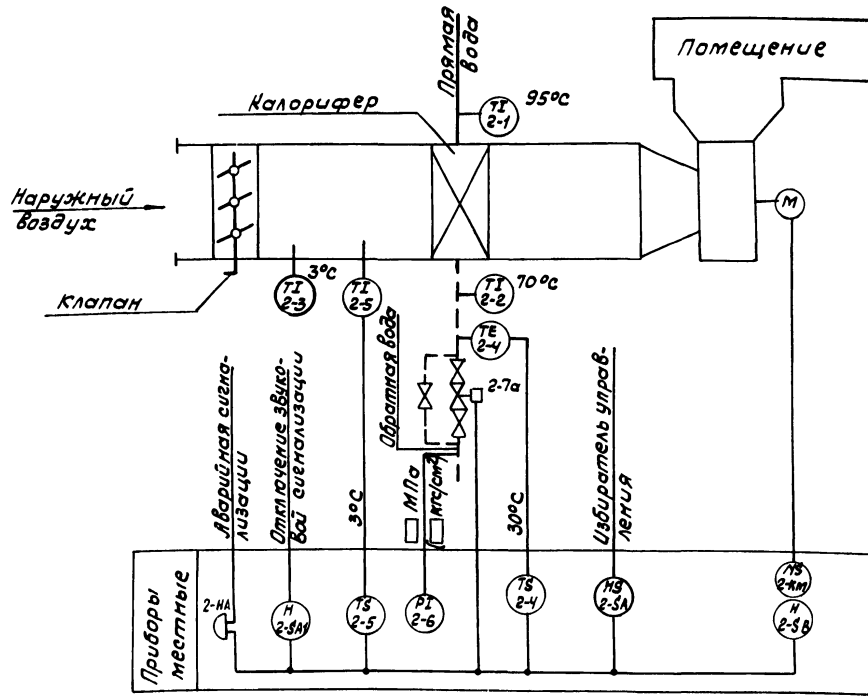 Помещение
Прямая
вода
TI
2-1
95°С
Калорифер
Наружный
воздух
М
Клапан
TI
2-3
3°С
TI
2-5
TI
2-2
70°С
TE
2-4
2-7а
Обратная вода
Аварийная сигна-
лизации
Отключение звуко-
вой сигнализации
3°С
МПа
(кгс/см²)
30°С
Избиратель управ-
ления
Приборы
местные
2-НА
H
2-SA1
TS
2-5
PI
2-6
TS
2-4
HS
2-SA
NS
2-км
H
2-SB